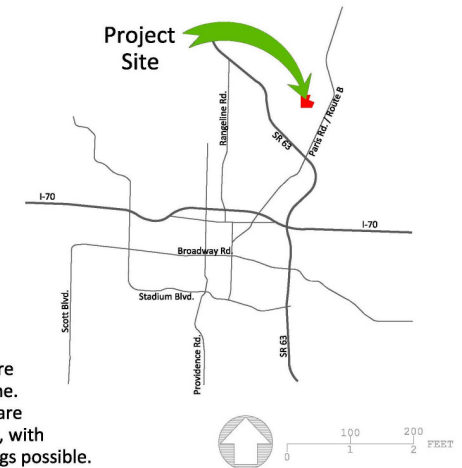 Project
Site
Rangeline Rd.
Paris Rd. / Route B
SR 63
I-70
I-70
Broadway Rd.
Scott Blvd.
Stadium Blvd.
Providence Rd.
SR 63
re
ne.
are
, with
gs possible.
100 200
0 1 2 FEET